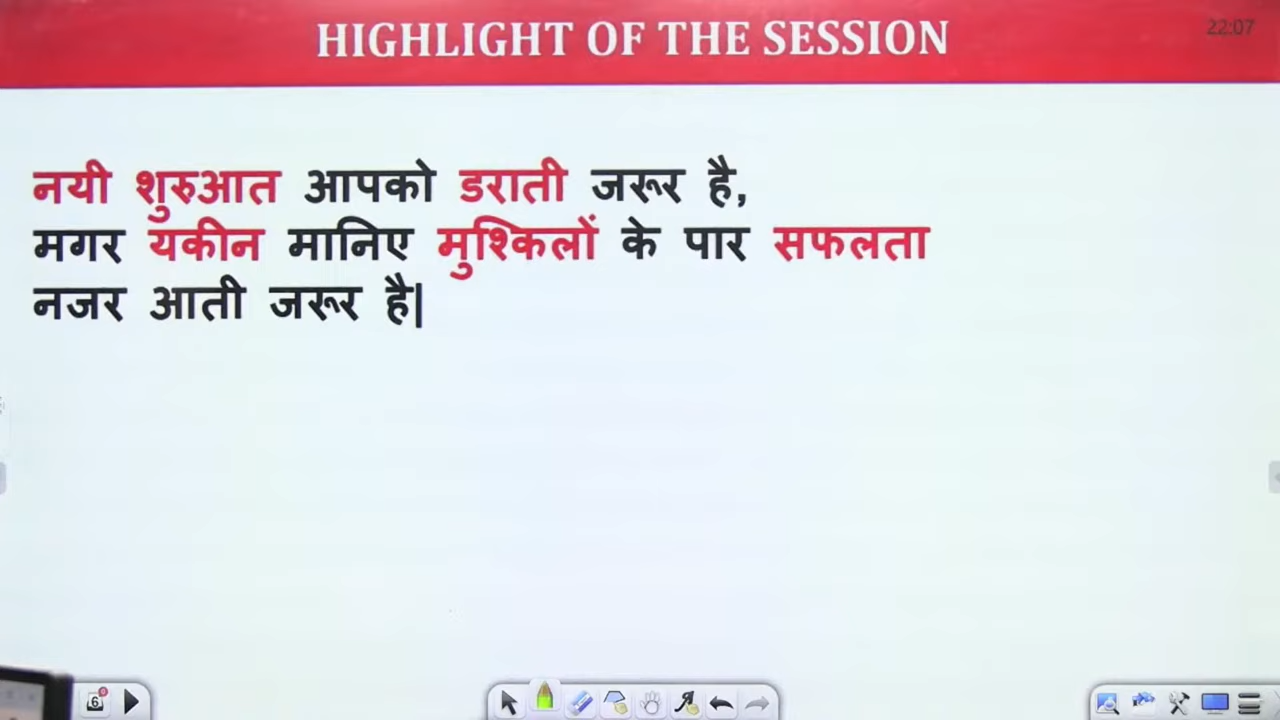 HIGHLIGHT OF THE SESSION
22:07
नयी शुरुआत आपको डराती जरूर है,
मगर यकीन मानिए मुश्किलों के पार सफलता
नजर आती जरूर है|
6